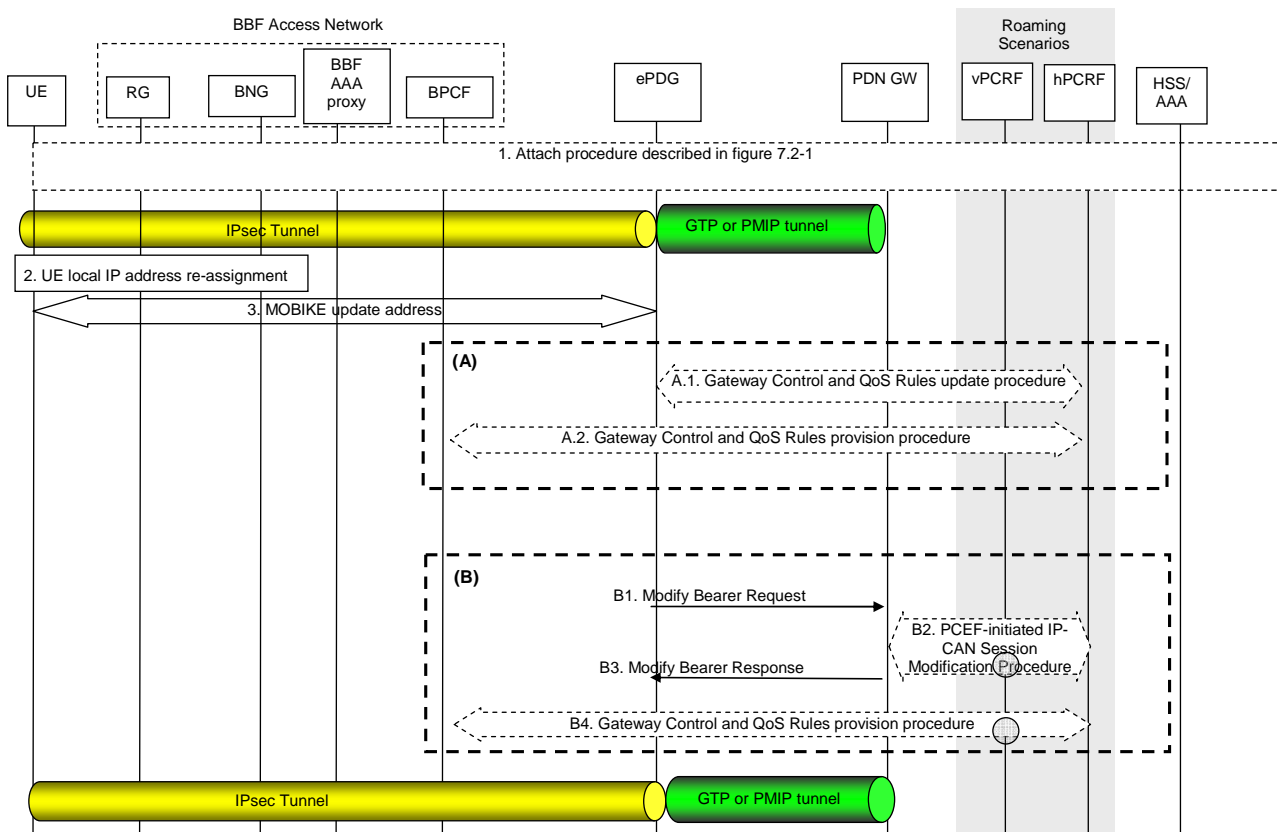 BBF Access Network
Roaming
Scenarios
UE
RG
BNG
BBF
AAA
proxy
BPCF
ePDG
PDN GW
vPCRF
hPCRF
HSS/
AAA
1. Attach procedure described in figure 7.2-1
IPsec Tunnel
GTP or PMIP tunnel
2. UE local IP address re-assignment
3. MOBIKE update address
(A)
A.1. Gateway Control and QoS Rules update procedure
A.2. Gateway Control and QoS Rules provision procedure
(B)
B1. Modify Bearer Request
B2. PCEF-initiated IP-
CAN Session
Modification Procedure
B3. Modify Bearer Response
B4. Gateway Control and QoS Rules provision procedure
IPsec Tunnel
GTP or PMIP tunnel